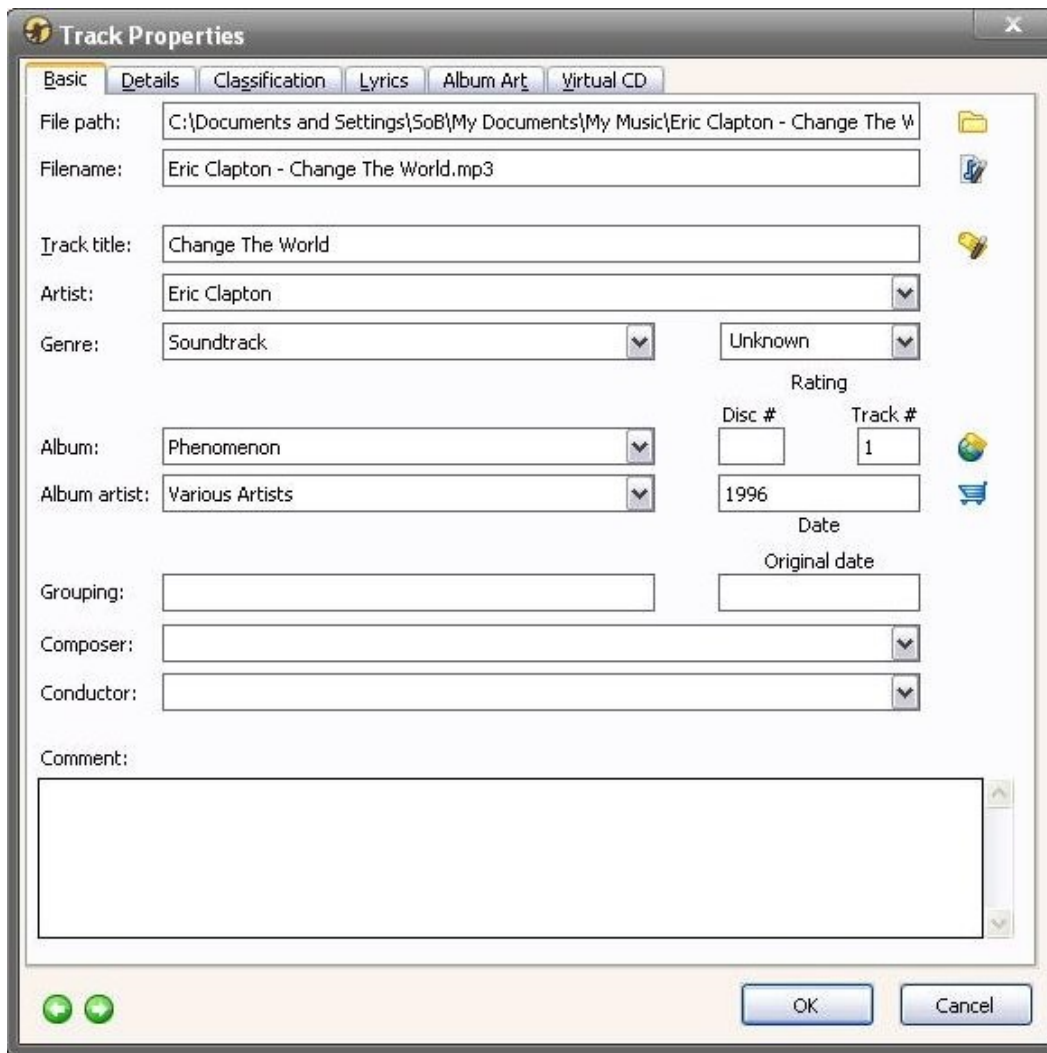 Track Properties
Basic Details Classification Lyrics Album Art Virtual CD
File path: C:\Documents and Settings\SoB\My Documents\My Music\Eric Clapton - Change The
Filename: Eric Clapton - Change The World.mp3
Track title: Change The World
Artist: Eric Clapton
Genre: Soundtrack Unknown
Rating
Disc # Track #
Album: Phenomenon 1
Album artist: Various Artists 1996
Date
Original date
Grouping:
Composer:
Conductor:
Comment:
OK Cancel